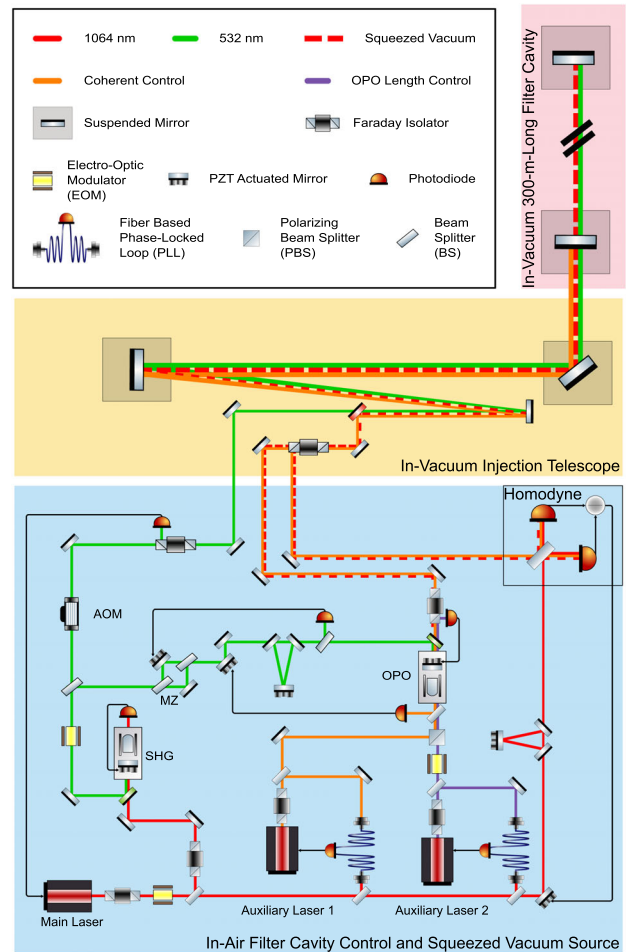 1064 nm
532 nm
Squeezed Vacuum
Coherent Control
OPO Length Control
Suspended Mirror
Faraday Isolator
Electro-Optic
Modulator
(EOM)
PZT Actuated Mirror
Photodiode
Fiber Based
Phase-Locked
Loop (PLL)
Polarizing
Beam Splitter
(PBS)
Beam
Splitter
(BS)
In-Vacuum 300-m-Long Filter Cavity
In-Vacuum Injection Telescope
Homodyne
AOM
MZ
OPO
SHG
Main Laser
Auxiliary Laser 1
Auxiliary Laser 2
In-Air Filter Cavity Control and Squeezed Vacuum Source